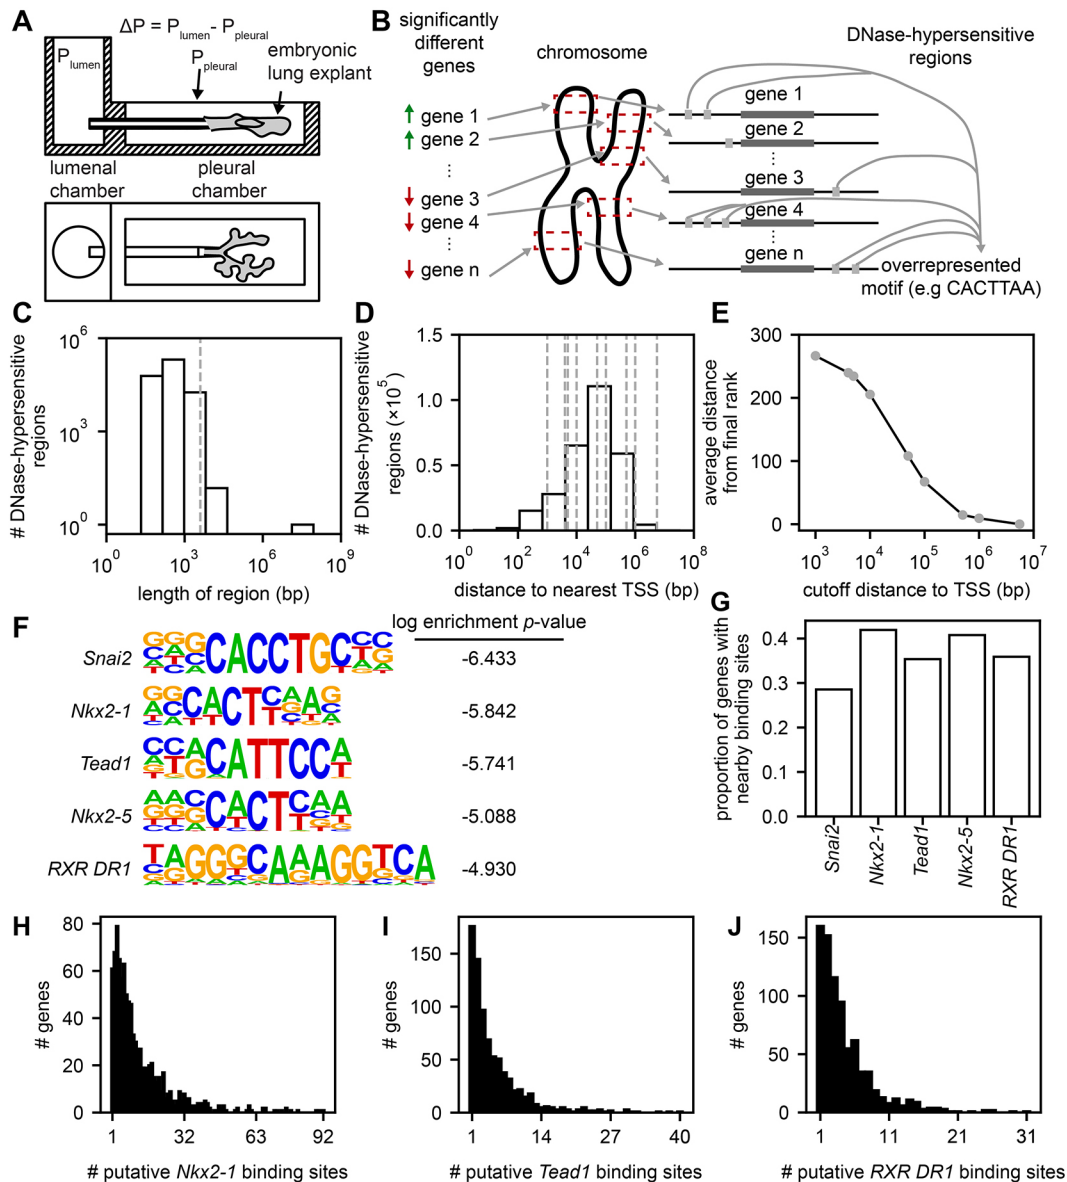 A
ΔP = Plumen- Ppleural
Plumen
Ppleural
embryonic
lung explant
lumenal
chamber
pleural
chamber
B
significantly
different
genes
chromosome
DNase-hypersensitive
regions
gene 1
gene 2
...
gene 3
gene 4
...
gene n
gene 1
gene 2
...
gene 3
gene 4
...
gene n
overrepresented
motif (e.g CACTTAA)
C
# DNase-hypersensitive
regions
10^6
10^3
10^0
10^0 10^3 10^6 10^9
length of region (bp)
D
# DNase-hypersensitive
regions (×10^5)
1.5
1.0
0.5
0.0
10^0 10^2 10^4 10^6 10^8
distance to nearest TSS (bp)
E
average distance
from final rank
300
200
100
0
10^3 10^4 10^5 10^6 10^7
cutoff distance to TSS (bp)
F
log enrichment p-value
Snai2 CACCTG -6.433
Nkx2-1 CACT -5.842
Tead1 CATTCCA -5.741
Nkx2-5 CACT -5.088
RXR DR1 TAGGGCAAAGGTCA -4.930
G
proportion of genes with
nearby binding sites
0.4
0.3
0.2
0.1
0.0
Snai2
Nkx2-1
Tead1
Nkx2-5
RXR DR1
H
# genes
80
60
40
20
0
1 32 63 92
# putative Nkx2-1 binding sites
I
# genes
150
100
50
0
1 14 27 40
# putative Tead1 binding sites
J
# genes
150
100
50
0
1 11 21 31
# putative RXR DR1 binding sites